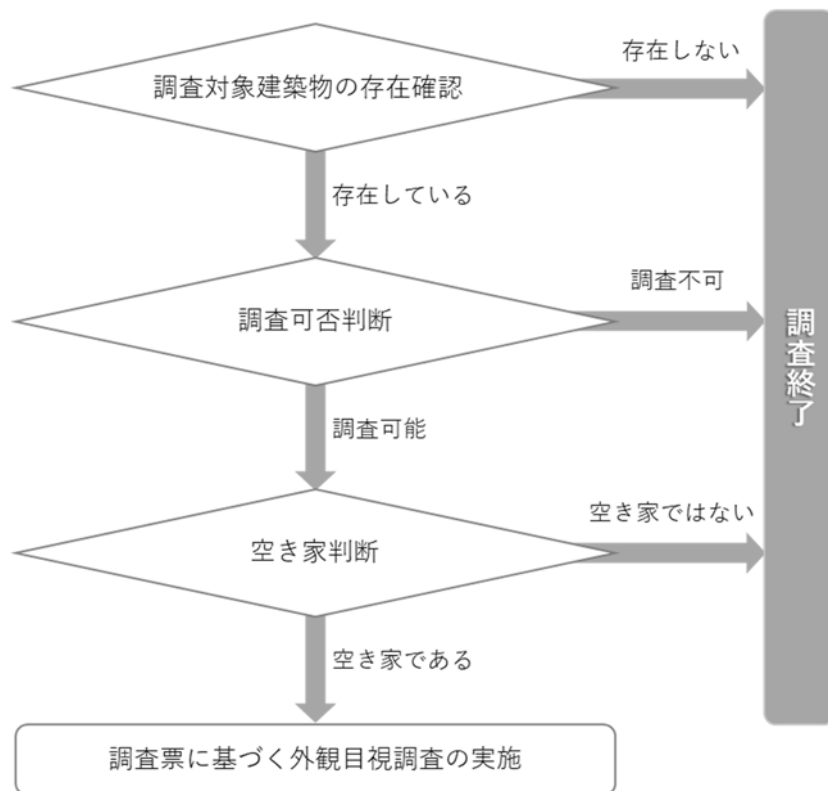 調査対象建築物の存在確認
存在しない
存在している
調査可否判断
調査不可
調査可能
空き家判断
空き家ではない
空き家である
調査票に基づく外観目視調査の実施
調査終了